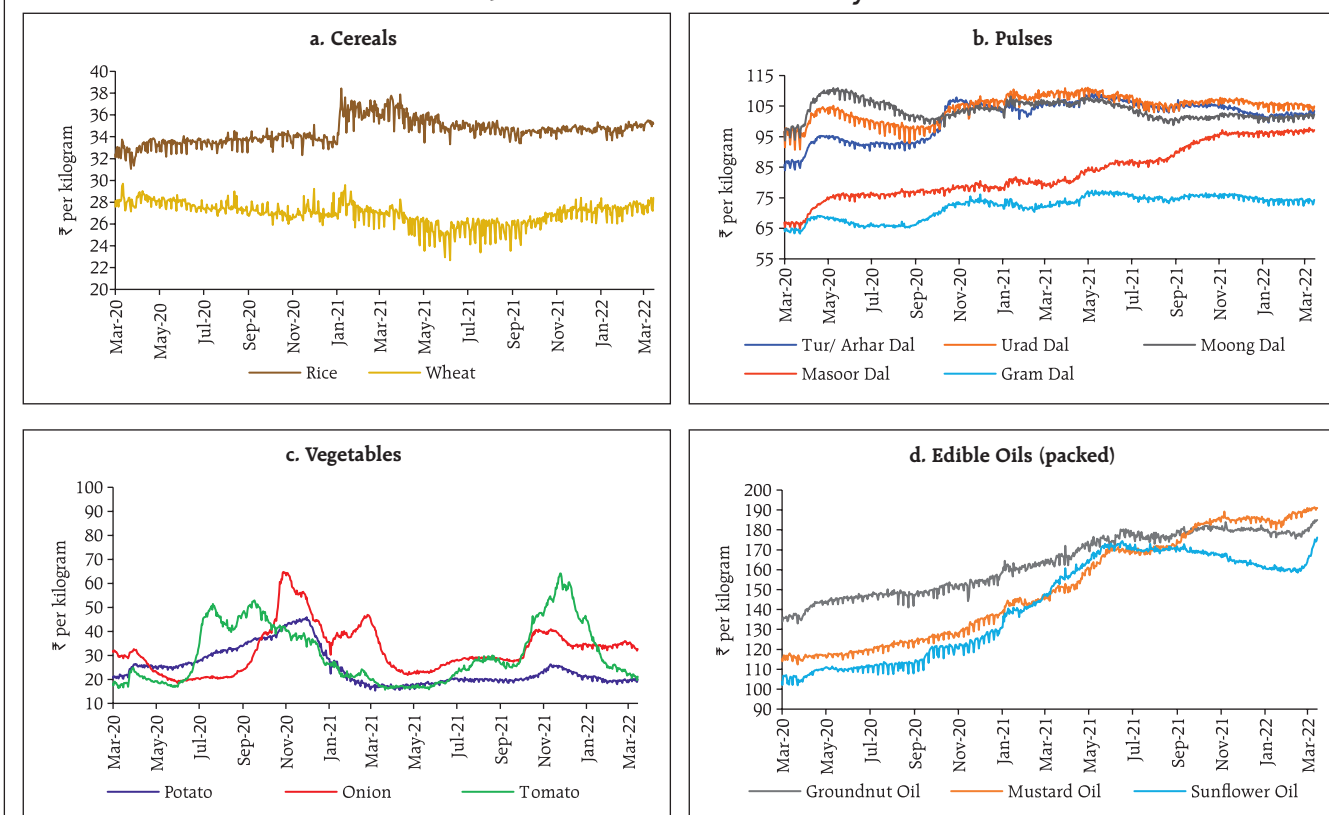 a. Cereals
₹ per kilogram
40
38
36
34
32
30
28
26
24
22
20
Mar-20
May-20
Jul-20
Sep-20
Nov-20
Jan-21
Mar-21
May-21
Jul-21
Sep-21
Nov-21
Jan-22
Mar-22
Rice Wheat
b. Pulses
₹ per kilogram
115
105
95
85
75
65
55
Mar-20
May-20
Jul-20
Sep-20
Nov-20
Jan-21
Mar-21
May-21
Jul-21
Sep-21
Nov-21
Jan-22
Mar-22
Tur/ Arhar Dal Urad Dal Moong Dal
Masoor Dal Gram Dal
c. Vegetables
₹ per kilogram
100
90
80
70
60
50
40
30
20
10
Mar-20
May-20
Jul-20
Sep-20
Nov-20
Jan-21
Mar-21
May-21
Jul-21
Sep-21
Nov-21
Jan-22
Mar-22
Potato Onion Tomato
d. Edible Oils (packed)
₹ per kilogram
200
190
180
170
160
150
140
130
120
110
100
90
Mar-20
May-20
Jul-20
Sep-20
Nov-20
Jan-21
Mar-21
May-21
Jul-21
Sep-21
Nov-21
Jan-22
Mar-22
Groundnut Oil Mustard Oil Sunflower Oil